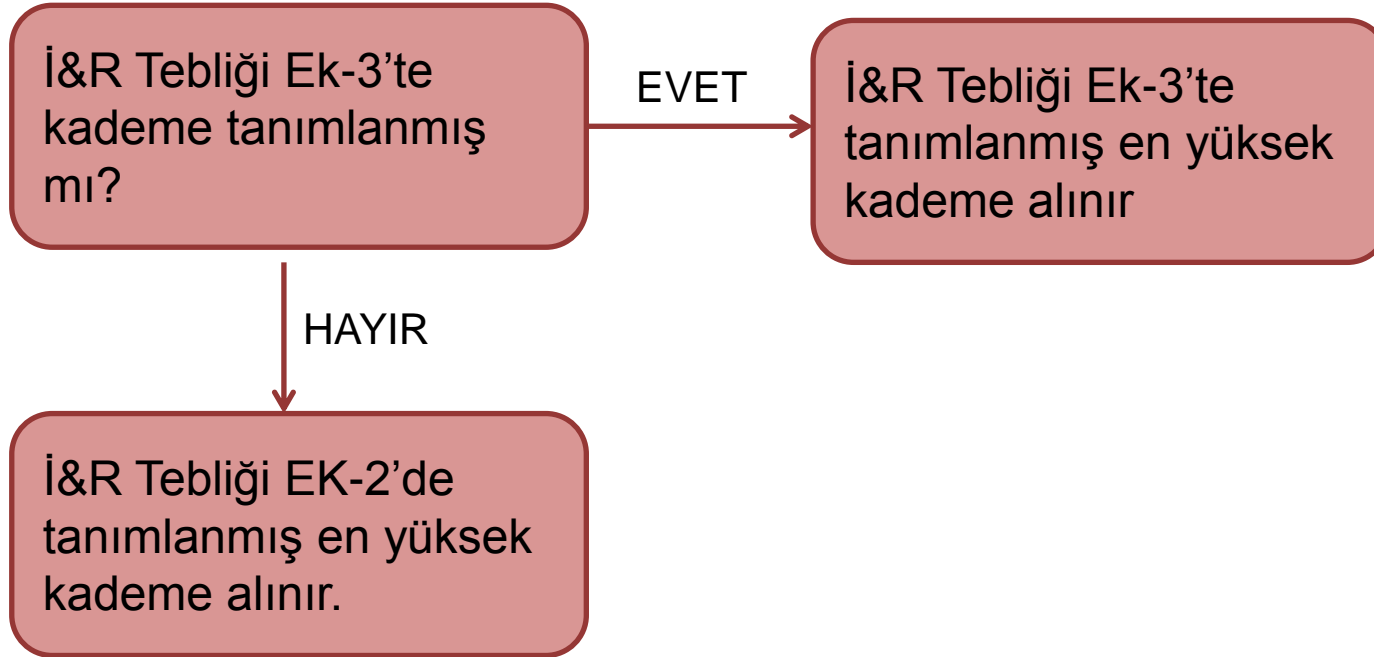 İ&R Tebliği Ek-3’te
kademe tanımlanmış
mı?
EVET
İ&R Tebliği Ek-3’te
tanımlanmış en yüksek
kademe alınır
HAYIR
İ&R Tebliği EK-2’de
tanımlanmış en yüksek
kademe alınır.